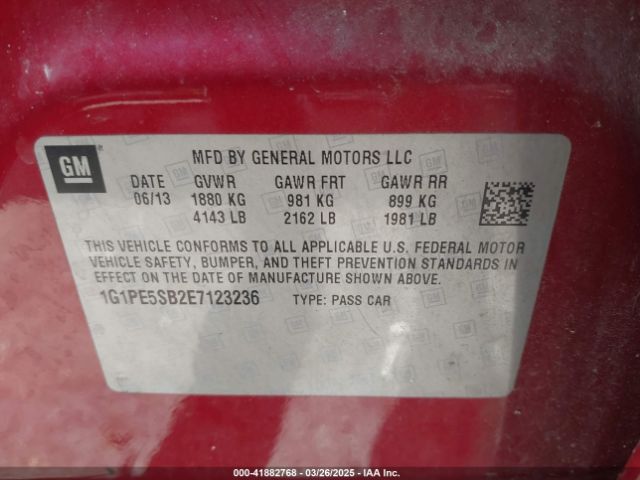 GM
MFD BY GENERAL MOTORS LLC
DATE GVWR GAWR FRT GAWR RR
06/13 1880 KG 981 KG 899 KG
4143 LB 2162 LB 1981 LB
THIS VEHICLE CONFORMS TO ALL APPLICABLE U.S. FEDERAL MOTOR
VEHICLE SAFETY, BUMPER, AND THEFT PREVENTION STANDARDS IN
EFFECT ON THE DATE OF MANUFACTURE SHOWN ABOVE.
1G1PE5SB2E7123236 TYPE: PASS CAR
000-41882768 - 03/26/2025 - IAA Inc.